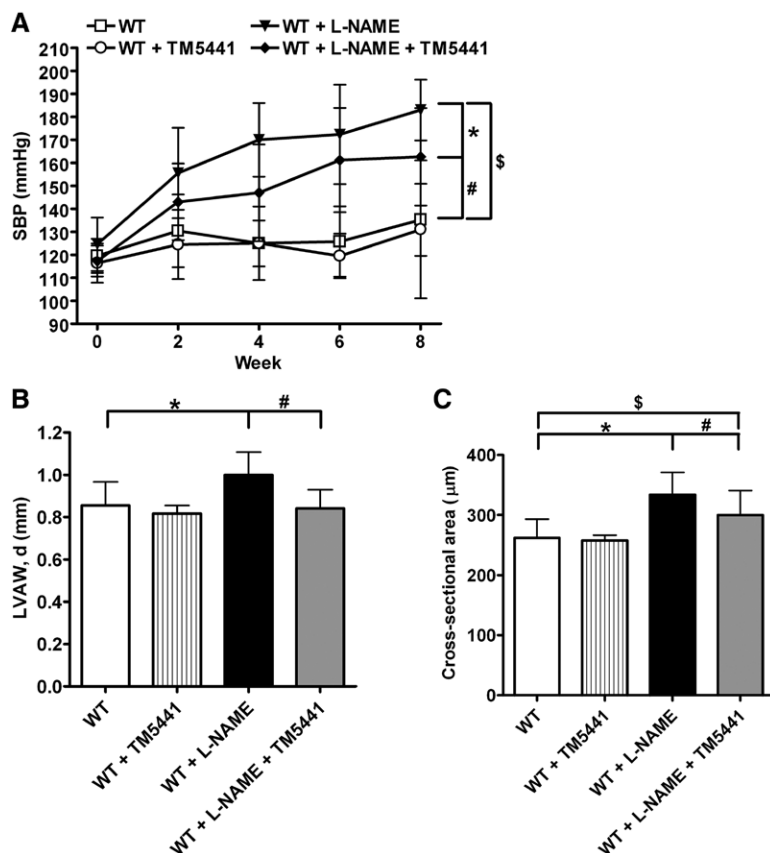 A
WT
WT + L-NAME
WT + TM5441
WT + L-NAME + TM5441
SBP (mmHg)
210
200
190
180
170
160
150
140
130
120
110
100
90
*
$
#
0
2
4
6
8
Week
B
*
#
LVAW, d (mm)
1.2
1.0
0.8
0.6
0.4
0.2
0.0
WT
WT + TM5441
WT + L-NAME
WT + L-NAME + TM5441
C
$
*
#
Cross-sectional area (μm)
400
300
200
100
0
WT
WT + TM5441
WT + L-NAME
WT + L-NAME + TM5441